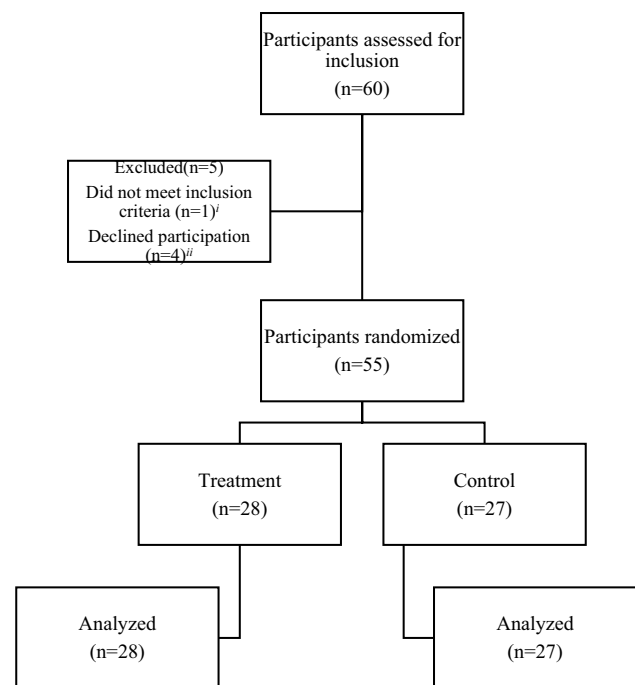 Participants assessed for
inclusion
(n=60)
Excluded(n=5)
Did not meet inclusion
criteria (n=1)i
Declined participation
(n=4)ii
Participants randomized
(n=55)
Treatment
(n=28)
Control
(n=27)
Analyzed
(n=28)
Analyzed
(n=27)